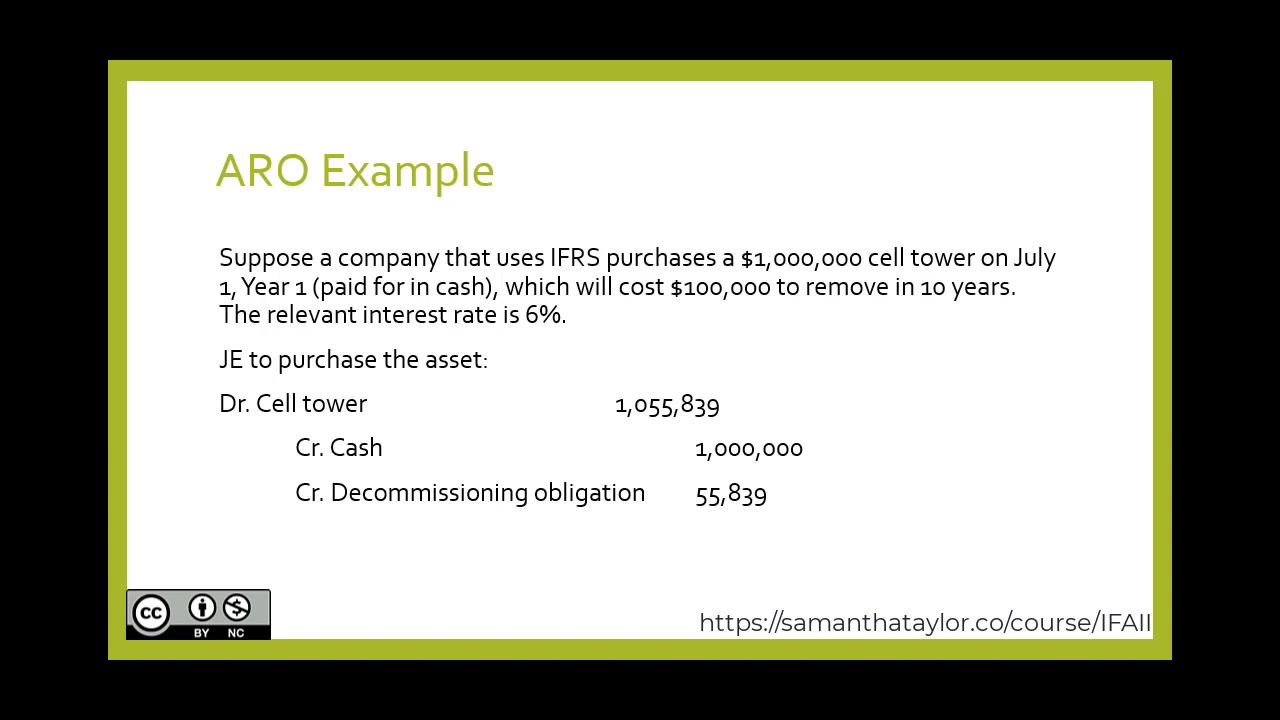 ARO Example
Suppose a company that uses IFRS purchases a $1,000,000 cell tower on July
1, Year 1 (paid for in cash), which will cost $100,000 to remove in 10 years.
The relevant interest rate is 6%.
JE to purchase the asset:
Dr. Cell tower 1,055,839
Cr. Cash 1,000,000
Cr. Decommissioning obligation 55,839
cc
BY NC
https://samanthataylor.co/course/IFAII